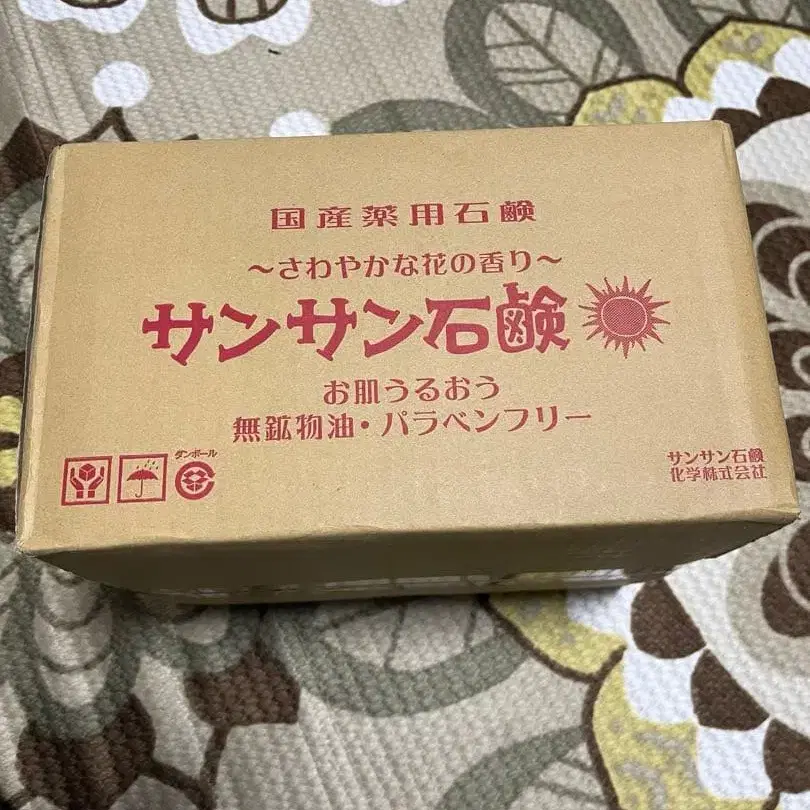 国産薬用石鹸
～さわやかな花の香り～
サンサン石鹸
お肌うるおう
無鉱物油・パラベンフリー
ダンボール
サンサン石鹸
化学株式会社